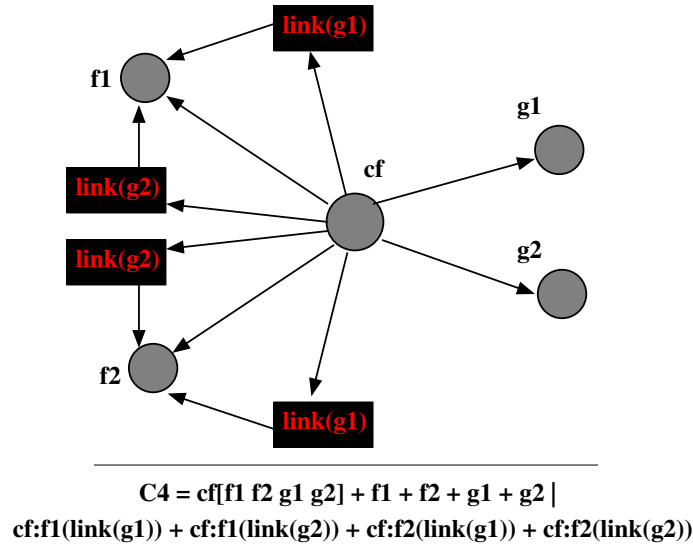 link(g1)
f1
g1
cf
link(g2)
link(g2)
g2
f2
link(g1)
C4 = cf[f1 f2 g1 g2] + f1 + f2 + g1 + g2 |
cf:f1(link(g1)) + cf:f1(link(g2)) + cf:f2(link(g1)) + cf:f2(link(g2))